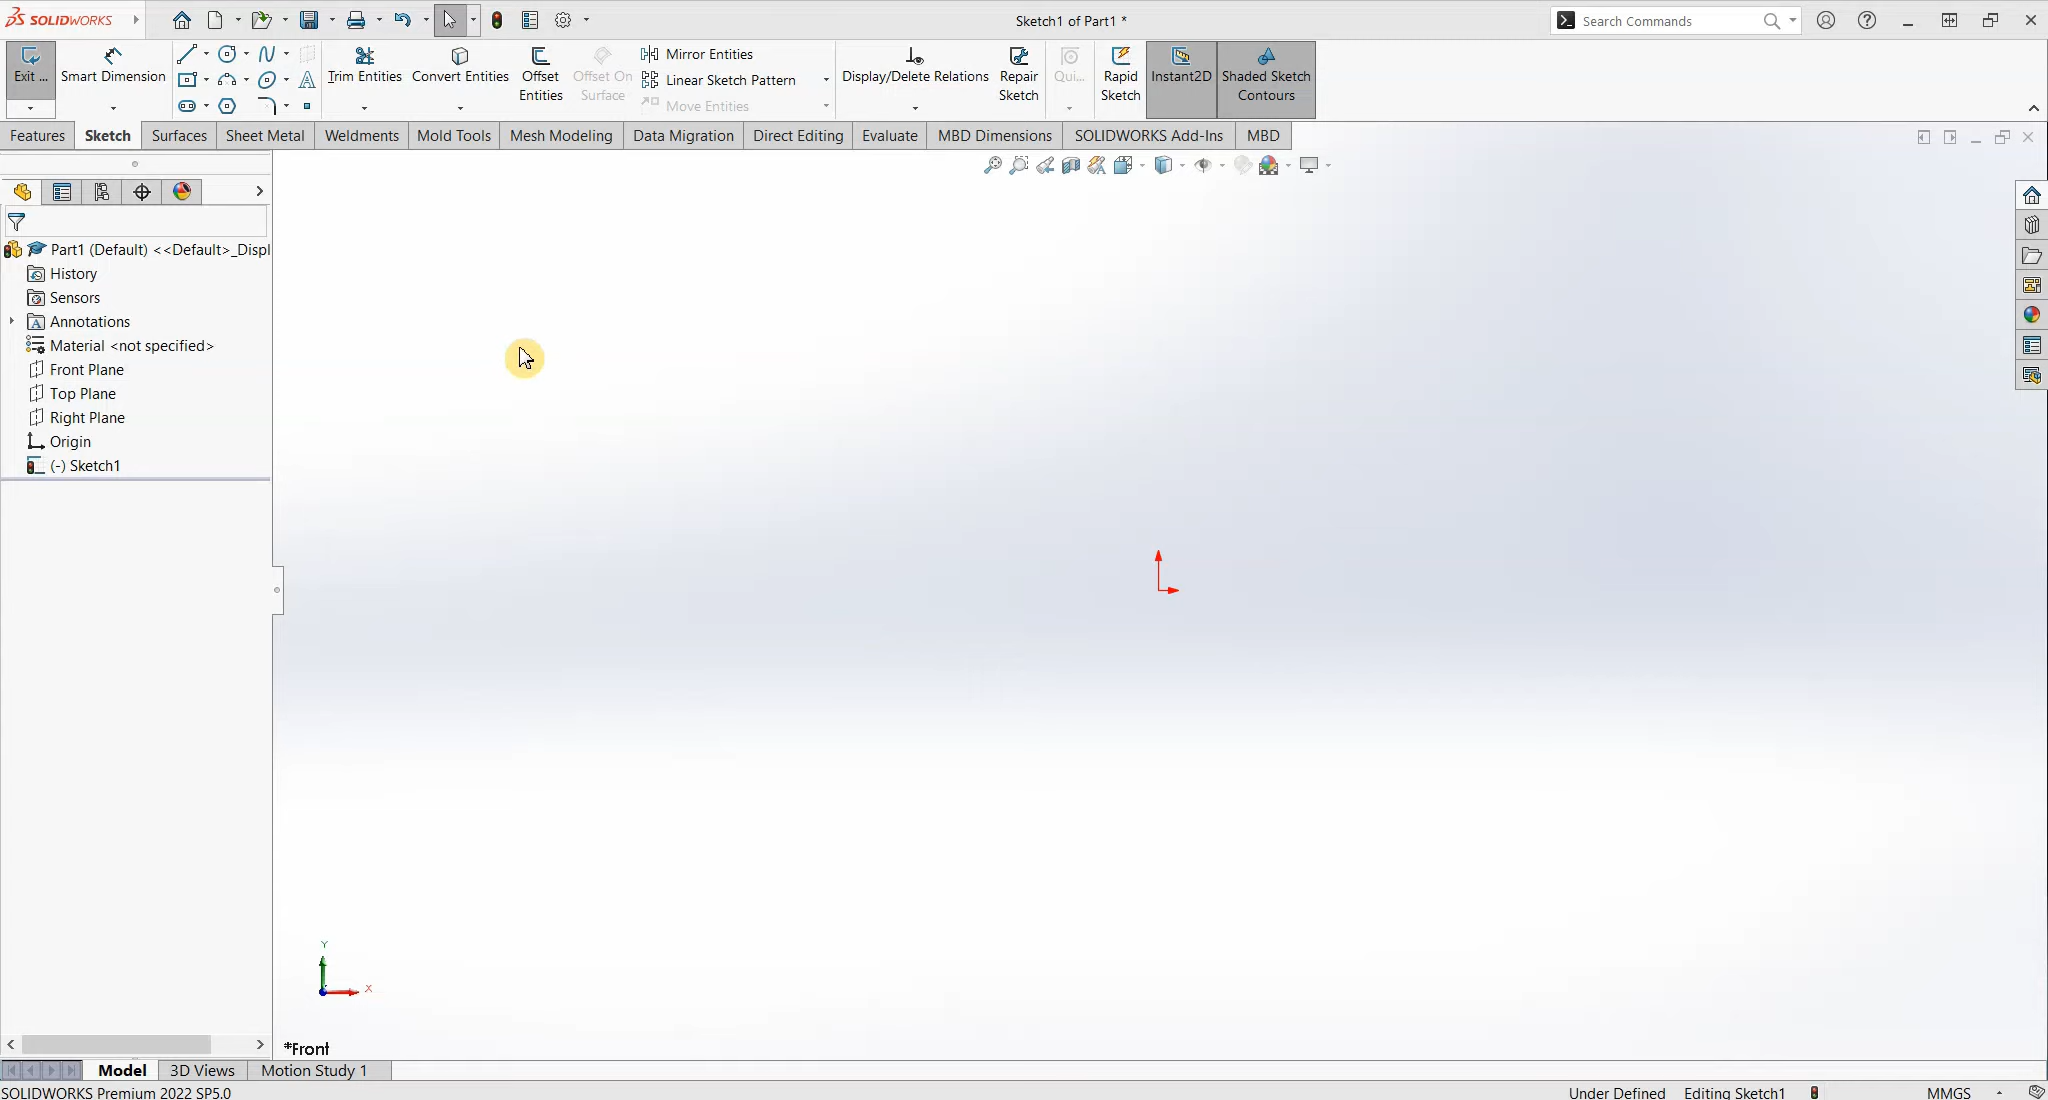 SOLIDWORKS
Sketch1 of Part1 *
Search Commands
Exit ...
Smart Dimension
Trim Entities
Convert Entities
Offset
Entities
Offset On
Surface
Mirror Entities
Linear Sketch Pattern
Move Entities
Display/Delete Relations
Repair
Sketch
Qui...
Rapid
Sketch
Instant2D
Shaded Sketch
Contours
Features
Sketch
Surfaces
Sheet Metal
Weldments
Mold Tools
Mesh Modeling
Data Migration
Direct Editing
Evaluate
MBD Dimensions
SOLIDWORKS Add-Ins
MBD
Part1 (Default) <<Default>_Displ
History
Sensors
Annotations
Material <not specified>
Front Plane
Top Plane
Right Plane
Origin
(-) Sketch1
Y
X
*Front
Model
3D Views
Motion Study 1
SOLIDWORKS Premium 2022 SP5.0
Under Defined
Editing Sketch1
MMGS